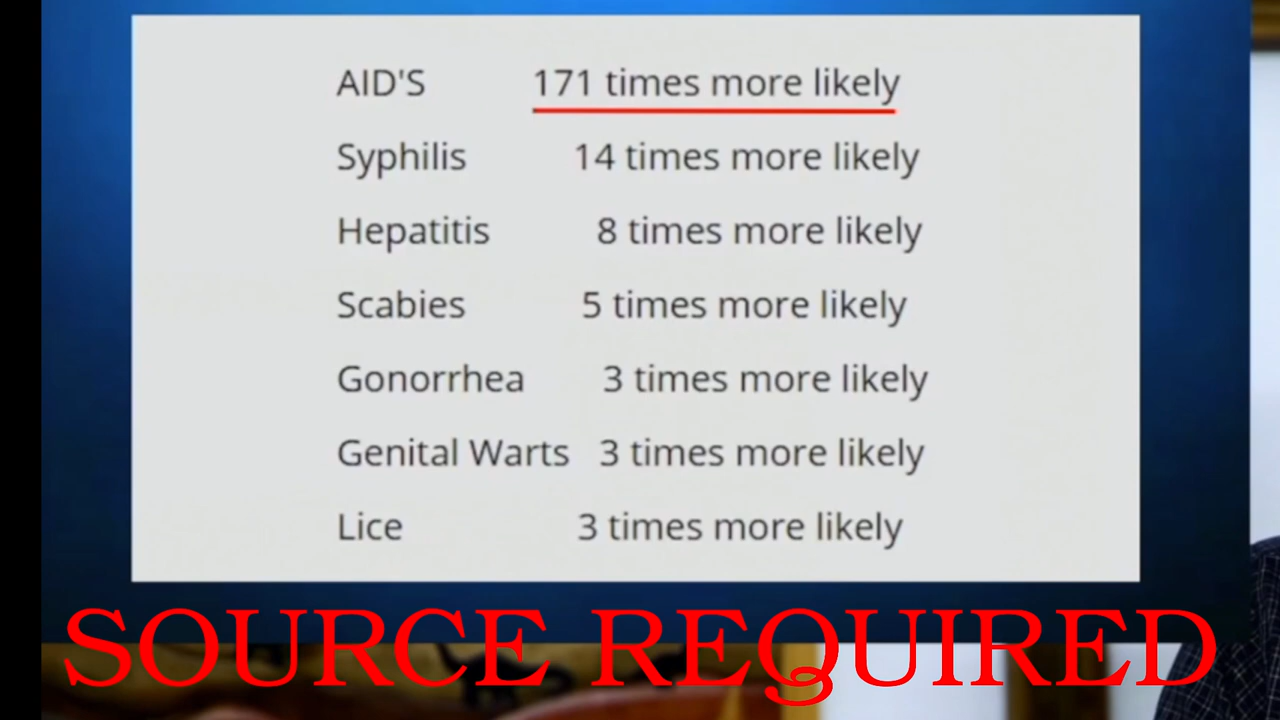 AID'S 171 times more likely
Syphilis 14 times more likely
Hepatitis 8 times more likely
Scabies 5 times more likely
Gonorrhea 3 times more likely
Genital Warts 3 times more likely
Lice 3 times more likely
SOURCE REQUIRED